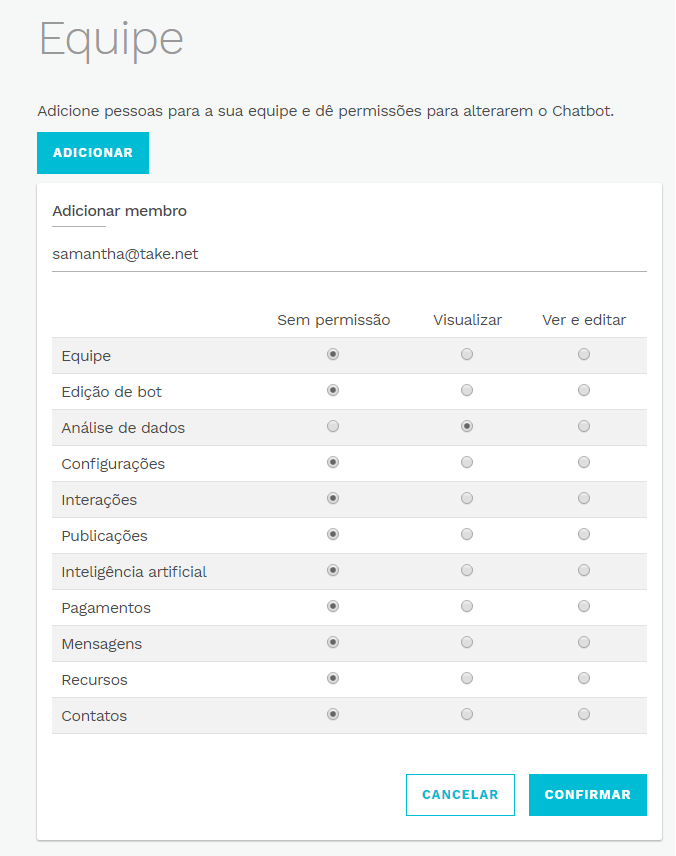 Equipe
Adicione pessoas para a sua equipe e dê permissões para alterarem o Chatbot.
ADICIONAR
Adicionar membro
samantha@take.net
Sem permissão Visualizar Ver e editar
Equipe
Edição de bot
Análise de dados
Configurações
Interações
Publicações
Inteligência artificial
Pagamentos
Mensagens
Recursos
Contatos
CANCELAR CONFIRMAR